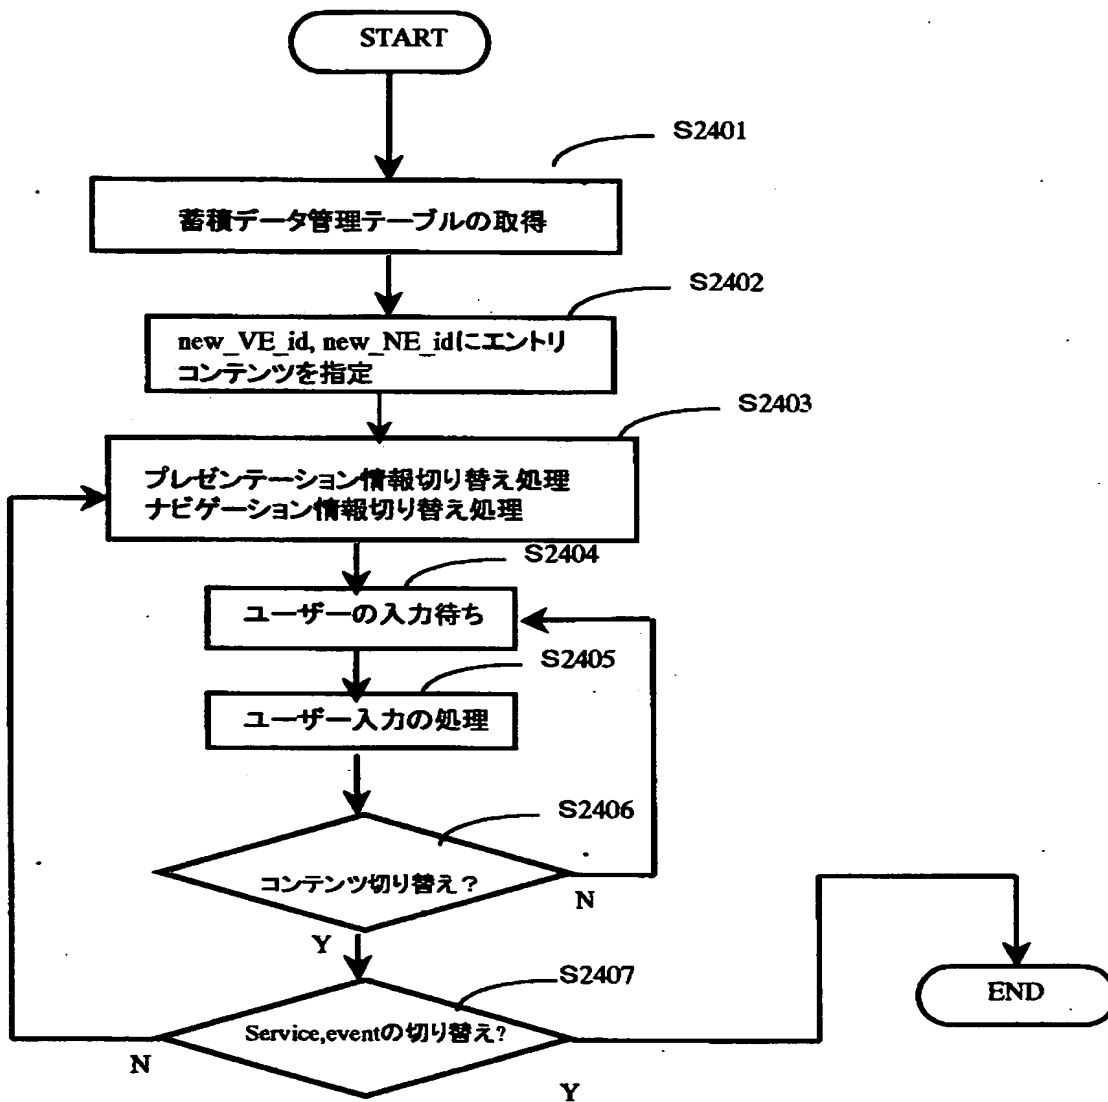 START
S2401
蓄積データ管理テーブルの取得
S2402
new_VE_id, new_NE_idにエントリ
コンテンツを指定
S2403
プレゼンテーション情報切り替え処理
ナビゲーション情報切り替え処理
S2404
ユーザーの入力待ち
S2405
ユーザー入力の処理
S2406
コンテンツ切り替え？
N
Y
S2407
Service,eventの切り替え?
N
Y
END